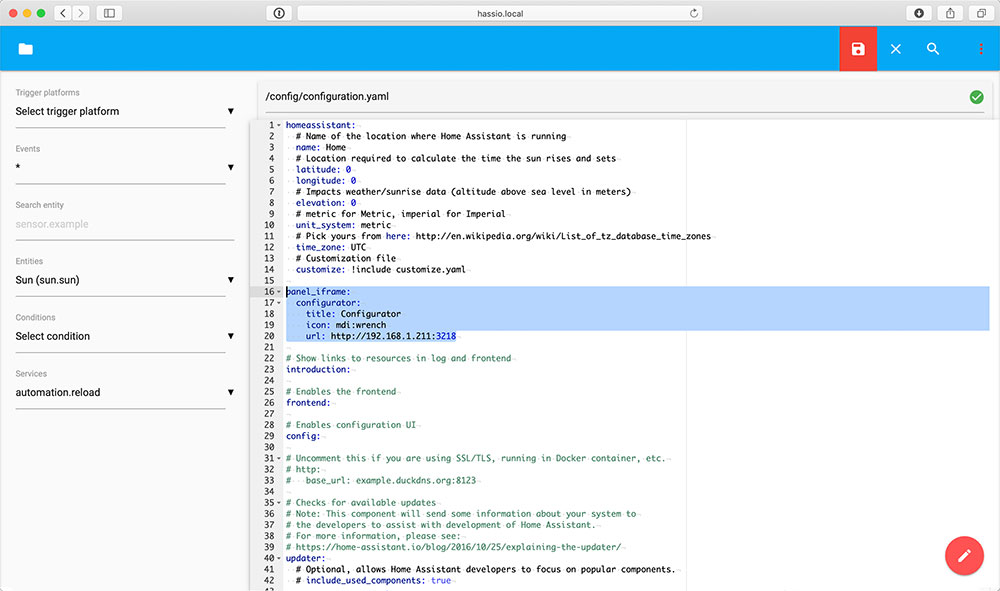 hassio.local
Trigger platforms
Select trigger platform
Events
*
Search entity
sensor.example
Entities
Sun (sun.sun)
Conditions
Select condition
Services
automation.reload
/config/configuration.yaml
1 homeassistant:
2 # Name of the location where Home Assistant is running
3 name: Home
4 # Location required to calculate the time the sun rises and sets
5 latitude: 0
6 longitude: 0
7 # Impacts weather/sunrise data (altitude above sea level in meters)
8 elevation: 0
9 # metric for Metric, imperial for Imperial
10 unit_system: metric
11 # Pick yours from here: http://en.wikipedia.org/wiki/List_of_tz_database_time_zones
12 time_zone: UTC
13 # Customization file
14 customize: !include customize.yaml
15
16 panel_iframe:
17 configurator:
18 title: Configurator
19 icon: mdi:wrench
20 url: http://192.168.1.211:3218
21
22 # Show links to resources in log and frontend
23 introduction:
24
25 # Enables the frontend
26 frontend:
27
28 # Enables configuration UI
29 config:
30
31 # Uncomment this if you are using SSL/TLS, running in Docker container, etc.
32 # http:
33 # base_url: example.duckdns.org:8123
34
35 # Checks for available updates
36 # Note: This component will send some information about your system to
37 # the developers to assist with development of Home Assistant.
38 # For more information, please see:
39 # https://home-assistant.io/blog/2016/10/25/explaining-the-updater/
40 updater:
41 # Optional, allows Home Assistant developers to focus on popular components.
42 # include_used_components: true